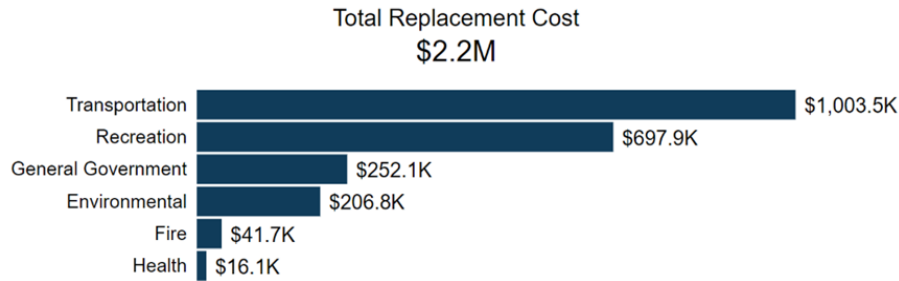 Total Replacement Cost
$2.2M
Transportation $1,003.5K
Recreation $697.9K
General Government $252.1K
Environmental $206.8K
Fire $41.7K
Health $16.1K